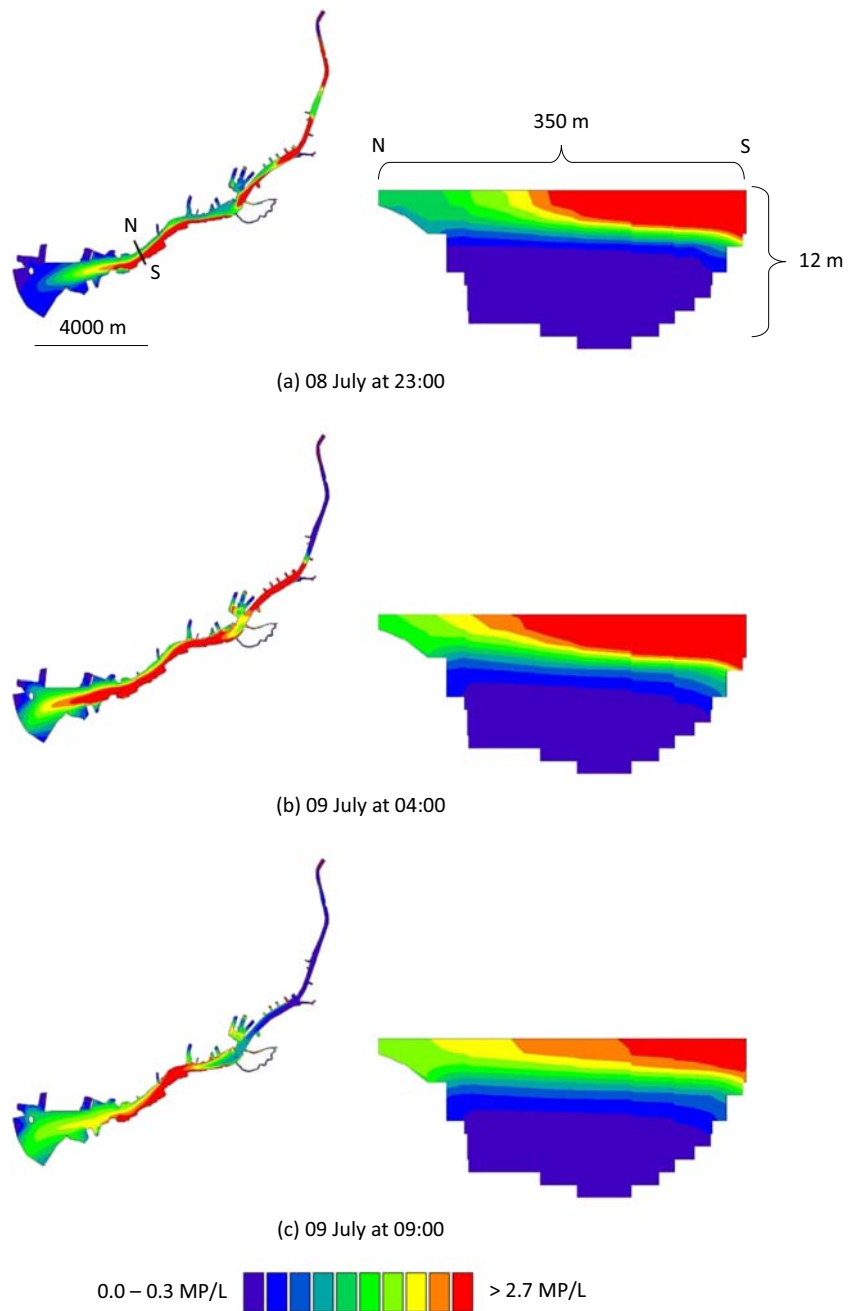 N
350 m
S
N
S
12 m
4000 m
(a) 08 July at 23:00
(b) 09 July at 04:00
(c) 09 July at 09:00
0.0 – 0.3 MP/L
> 2.7 MP/L